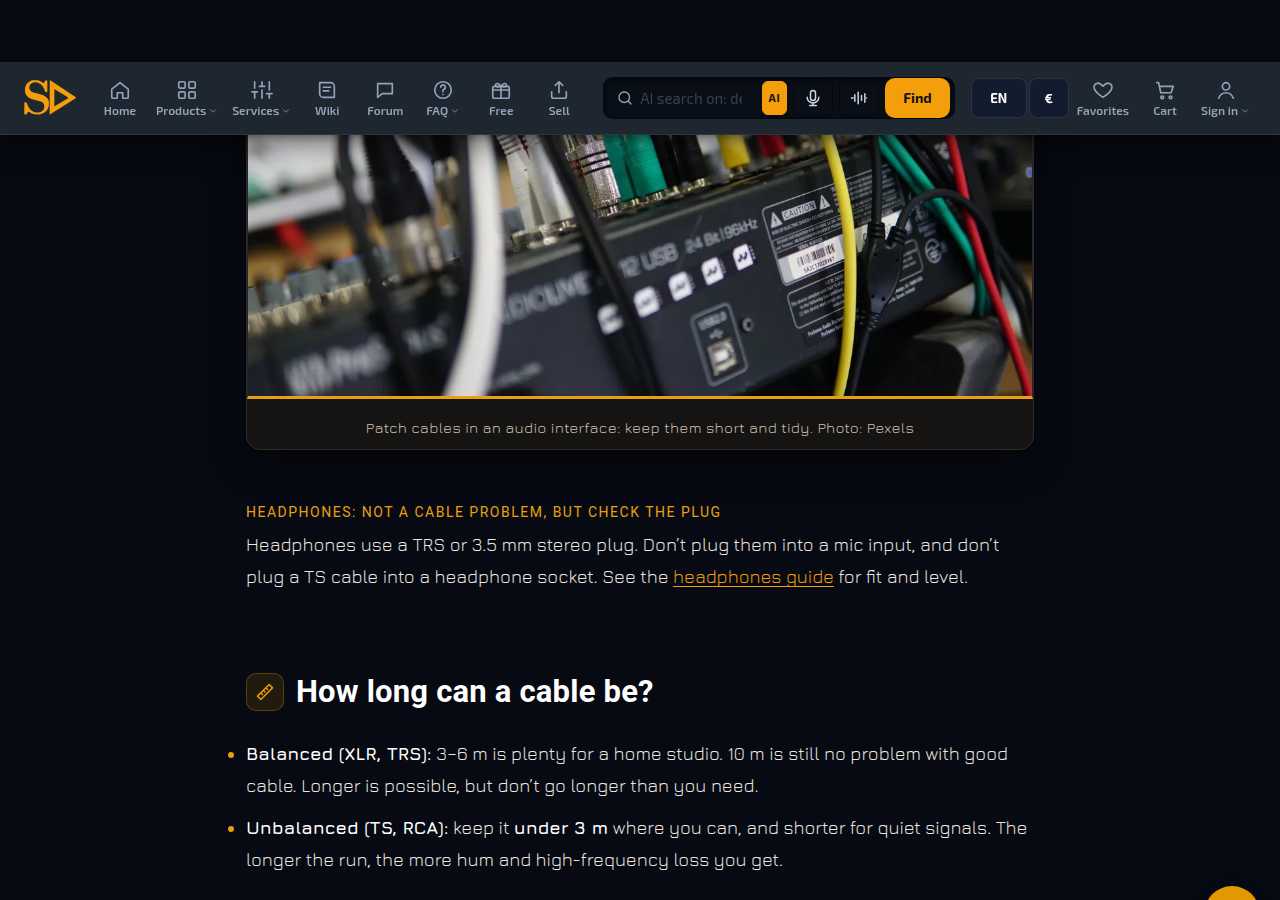 Home
Products
Services
Wiki
Forum
FAQ
Free
Sell
AI search on: de
AI
Find
EN
€
Favorites
Cart
Sign in
12 USB
24 Bit|96kHz
CAUTION
USB2.0
Patch cables in an audio interface: keep them short and tidy. Photo: Pexels
HEADPHONES: NOT A CABLE PROBLEM, BUT CHECK THE PLUG
Headphones use a TRS or 3.5 mm stereo plug. Don’t plug them into a mic input, and don’t
plug a TS cable into a headphone socket. See the headphones guide for fit and level.
How long can a cable be?
Balanced (XLR, TRS): 3–6 m is plenty for a home studio. 10 m is still no problem with good
cable. Longer is possible, but don’t go longer than you need.
Unbalanced (TS, RCA): keep it under 3 m where you can, and shorter for quiet signals. The
longer the run, the more hum and high-frequency loss you get.